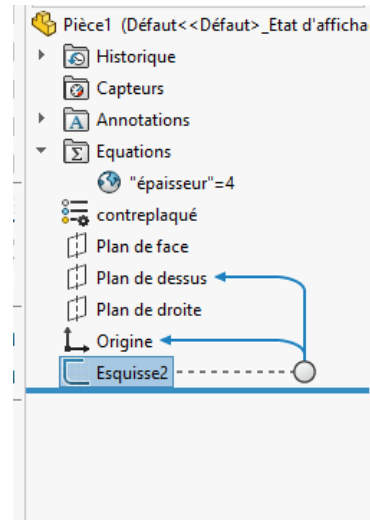 Pièce1 (Défaut<<Défaut>_Etat d'afficha
Historique
Capteurs
A Annotations
Σ Equations
"épaisseur"=4
contreplaqué
Plan de face
Plan de dessus
Plan de droite
Origine
Esquisse2